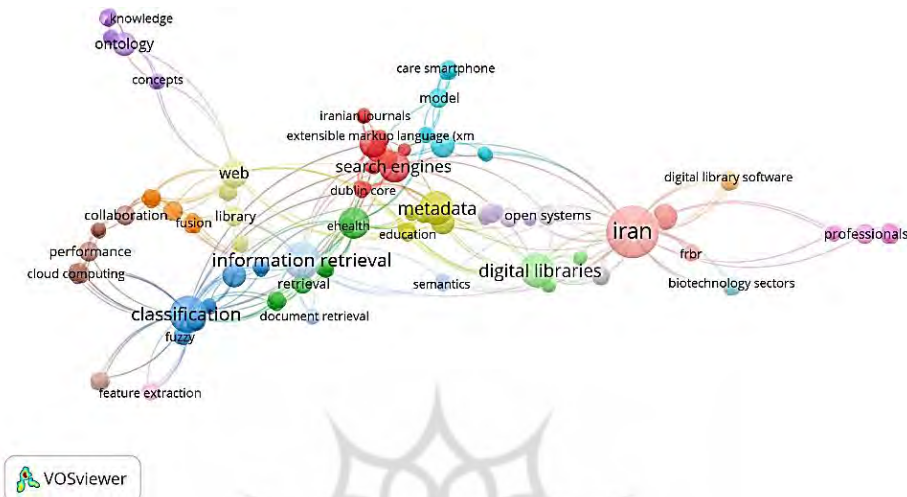 knowledge
ontology
concepts
care smartphone
model
iranian journals
extensible markup language (xm
search engines
web
dublin core
digital library software
collaboration
library
fusion
metadata
ehealth
education
open systems
iran
professionals
performance
cloud computing
information retrieval
retrieval
semantics
digital libraries
frbr
biotechnology sectors
classification
document retrieval
fuzzy
feature extraction
VOSviewer